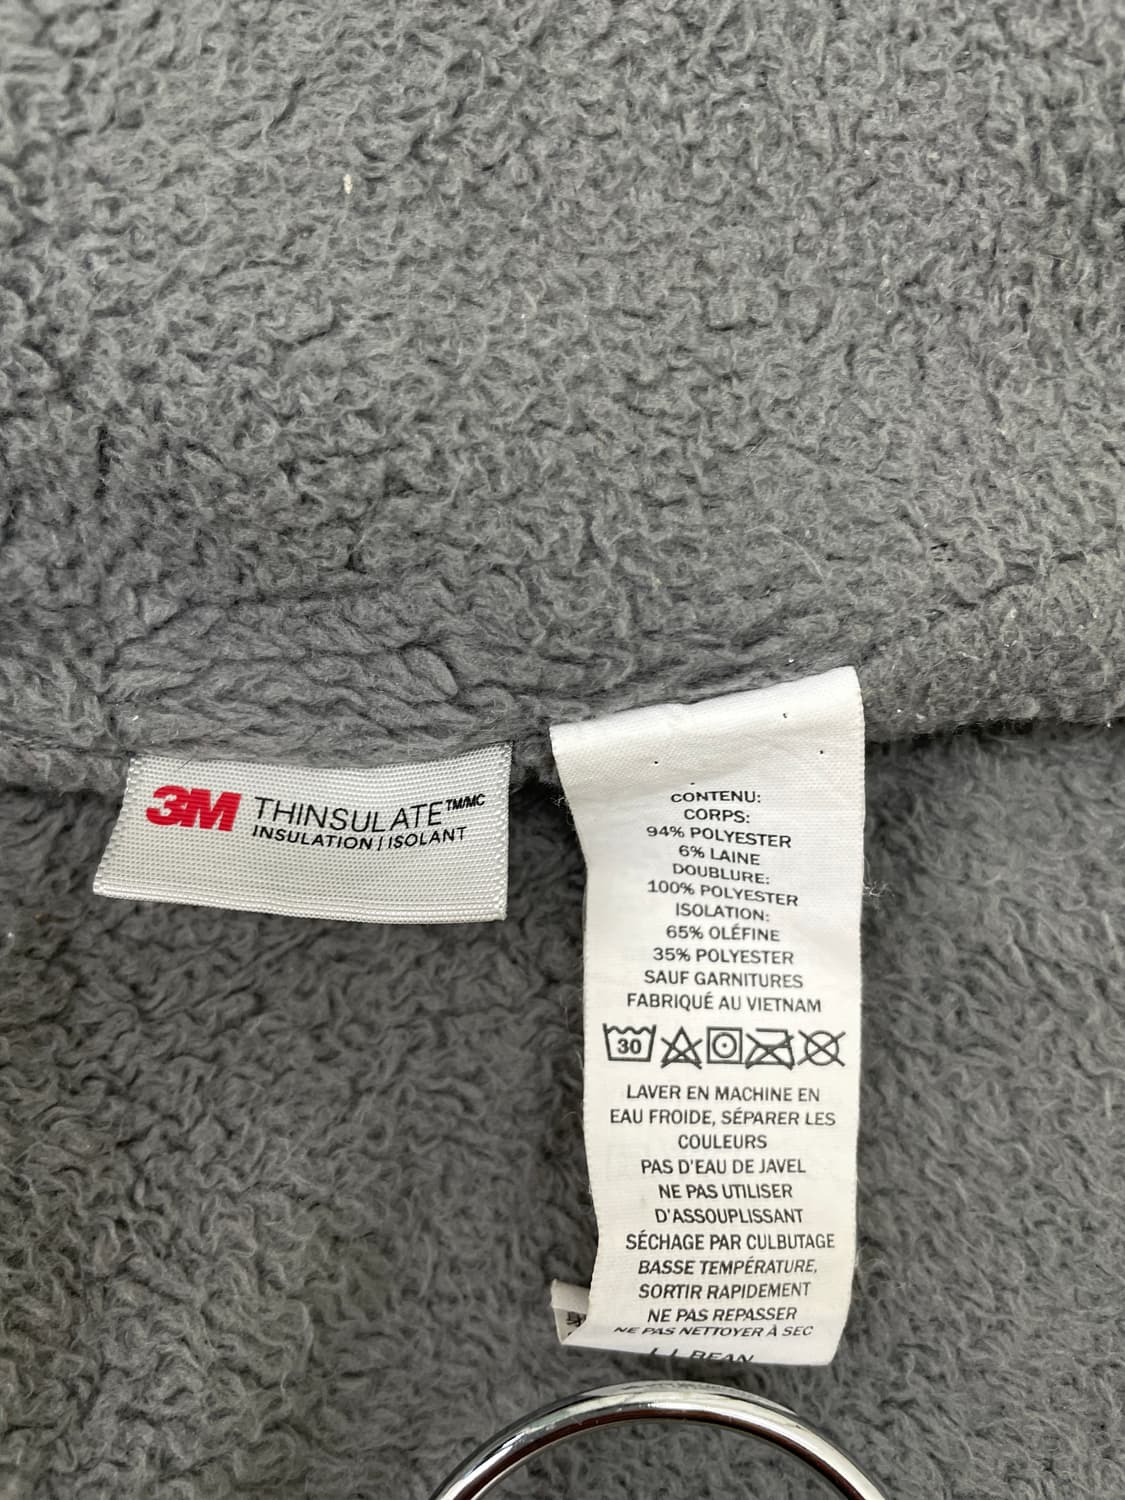 3M THINSULATE™/MC
INSULATION | ISOLANT
CONTENU:
CORPS:
94% POLYESTER
6% LAINE
DOUBLURE:
100% POLYESTER
ISOLATION:
65% OLÉFINE
35% POLYESTER
SAUF GARNITURES
FABRIQUÉ AU VIETNAM
30
LAVER EN MACHINE EN
EAU FROIDE, SÉPARER LES
COULEURS
PAS D'EAU DE JAVEL
NE PAS UTILISER
D'ASSOUPLISSANT
SÉCHAGE PAR CULBUTAGE
BASSE TEMPÉRATURE,
SORTIR RAPIDEMENT
NE PAS REPASSER
NE PAS NETTOYER À SEC
L.L.BEAN